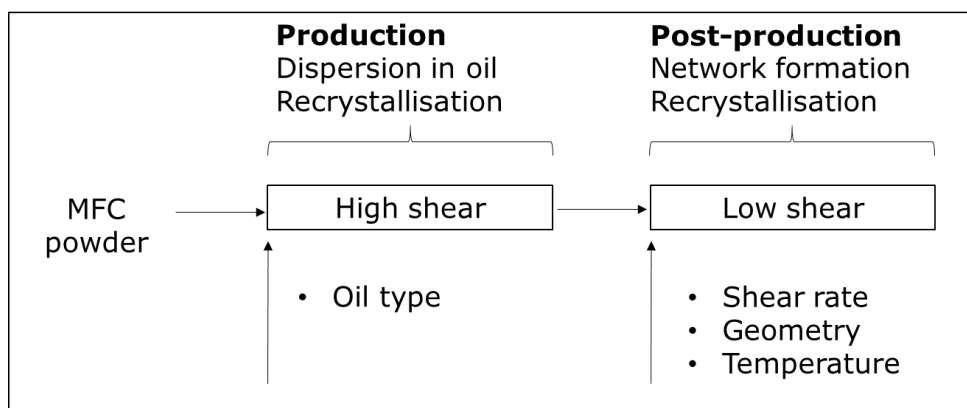 Production
Dispersion in oil
Recrystallisation
Post-production
Network formation
Recrystallisation
MFC
powder
High shear
Low shear
• Oil type
• Shear rate
• Geometry
• Temperature